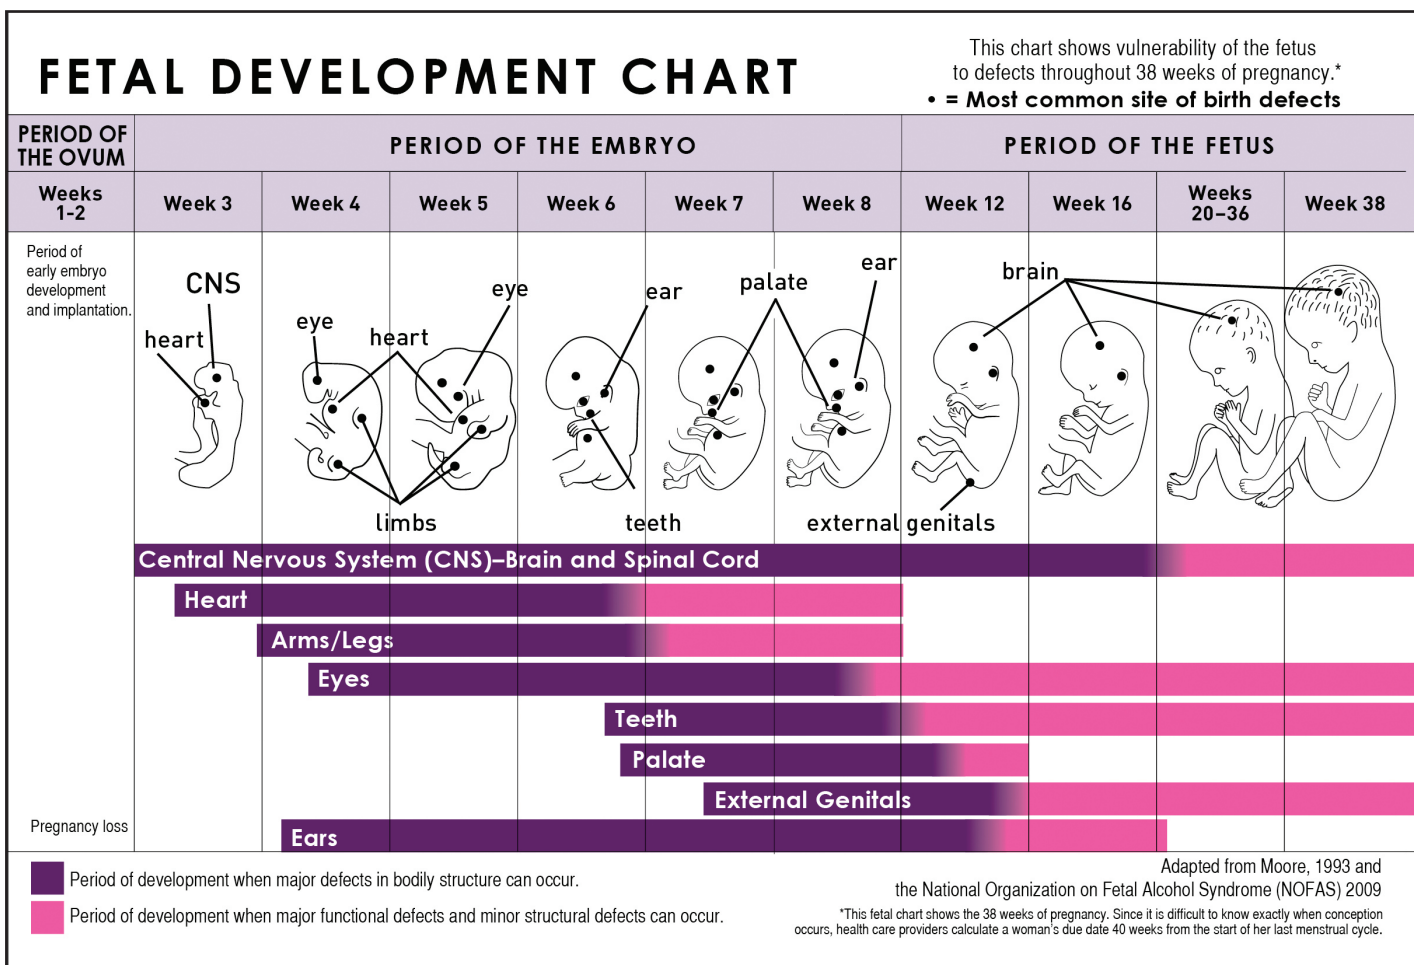 FETAL DEVELOPMENT CHART
This chart shows vulnerability of the fetus
to defects throughout 38 weeks of pregnancy.*
• = Most common site of birth defects
PERIOD OF
THE OVUM
PERIOD OF THE EMBRYO
PERIOD OF THE FETUS
Weeks
1-2
Week 3
Week 4
Week 5
Week 6
Week 7
Week 8
Week 12
Week 16
Weeks
20–36
Week 38
Period of
early embryo
development
and implantation.
CNS
heart
eye
heart
eye
limbs
ear
teeth
palate
ear
external genitals
brain
Central Nervous System (CNS)–Brain and Spinal Cord
Heart
Arms/Legs
Eyes
Teeth
Palate
External Genitals
Pregnancy loss
Ears
Period of development when major defects in bodily structure can occur.
Period of development when major functional defects and minor structural defects can occur.
Adapted from Moore, 1993 and
the National Organization on Fetal Alcohol Syndrome (NOFAS) 2009
*This fetal chart shows the 38 weeks of pregnancy. Since it is difficult to know exactly when conception
occurs, health care providers calculate a woman's due date 40 weeks from the start of her last menstrual cycle.